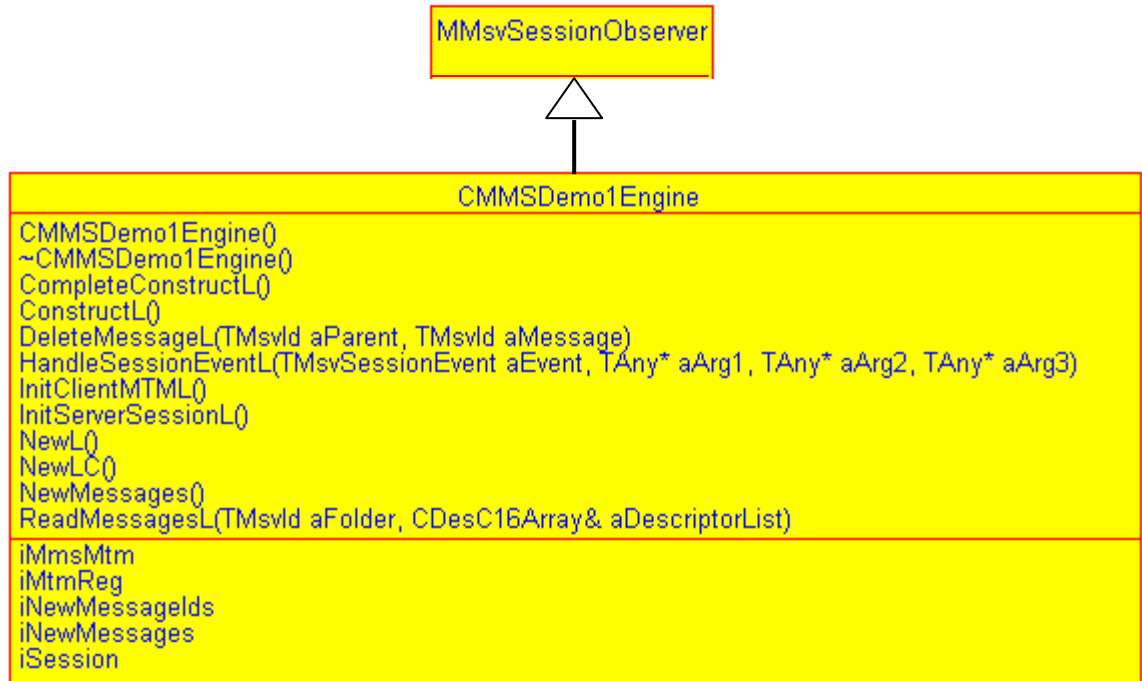 MMsvSessionObserver
CMMSDemo1Engine
CMMSDemo1Engine()
~CMMSDemo1Engine()
CompleteConstructL()
ConstructL()
DeleteMessageL(TMsvId aParent, TMsvId aMessage)
HandleSessionEventL(TMsvSessionEvent aEvent, TAny* aArg1, TAny* aArg2, TAny* aArg3)
InitClientMTML()
InitServerSessionL()
NewL()
NewLC()
NewMessages()
ReadMessagesL(TMsvId aFolder, CDesC16Array& aDescriptorList)
iMmsMtm
iMtmReg
iNewMessageIds
iNewMessages
iSession